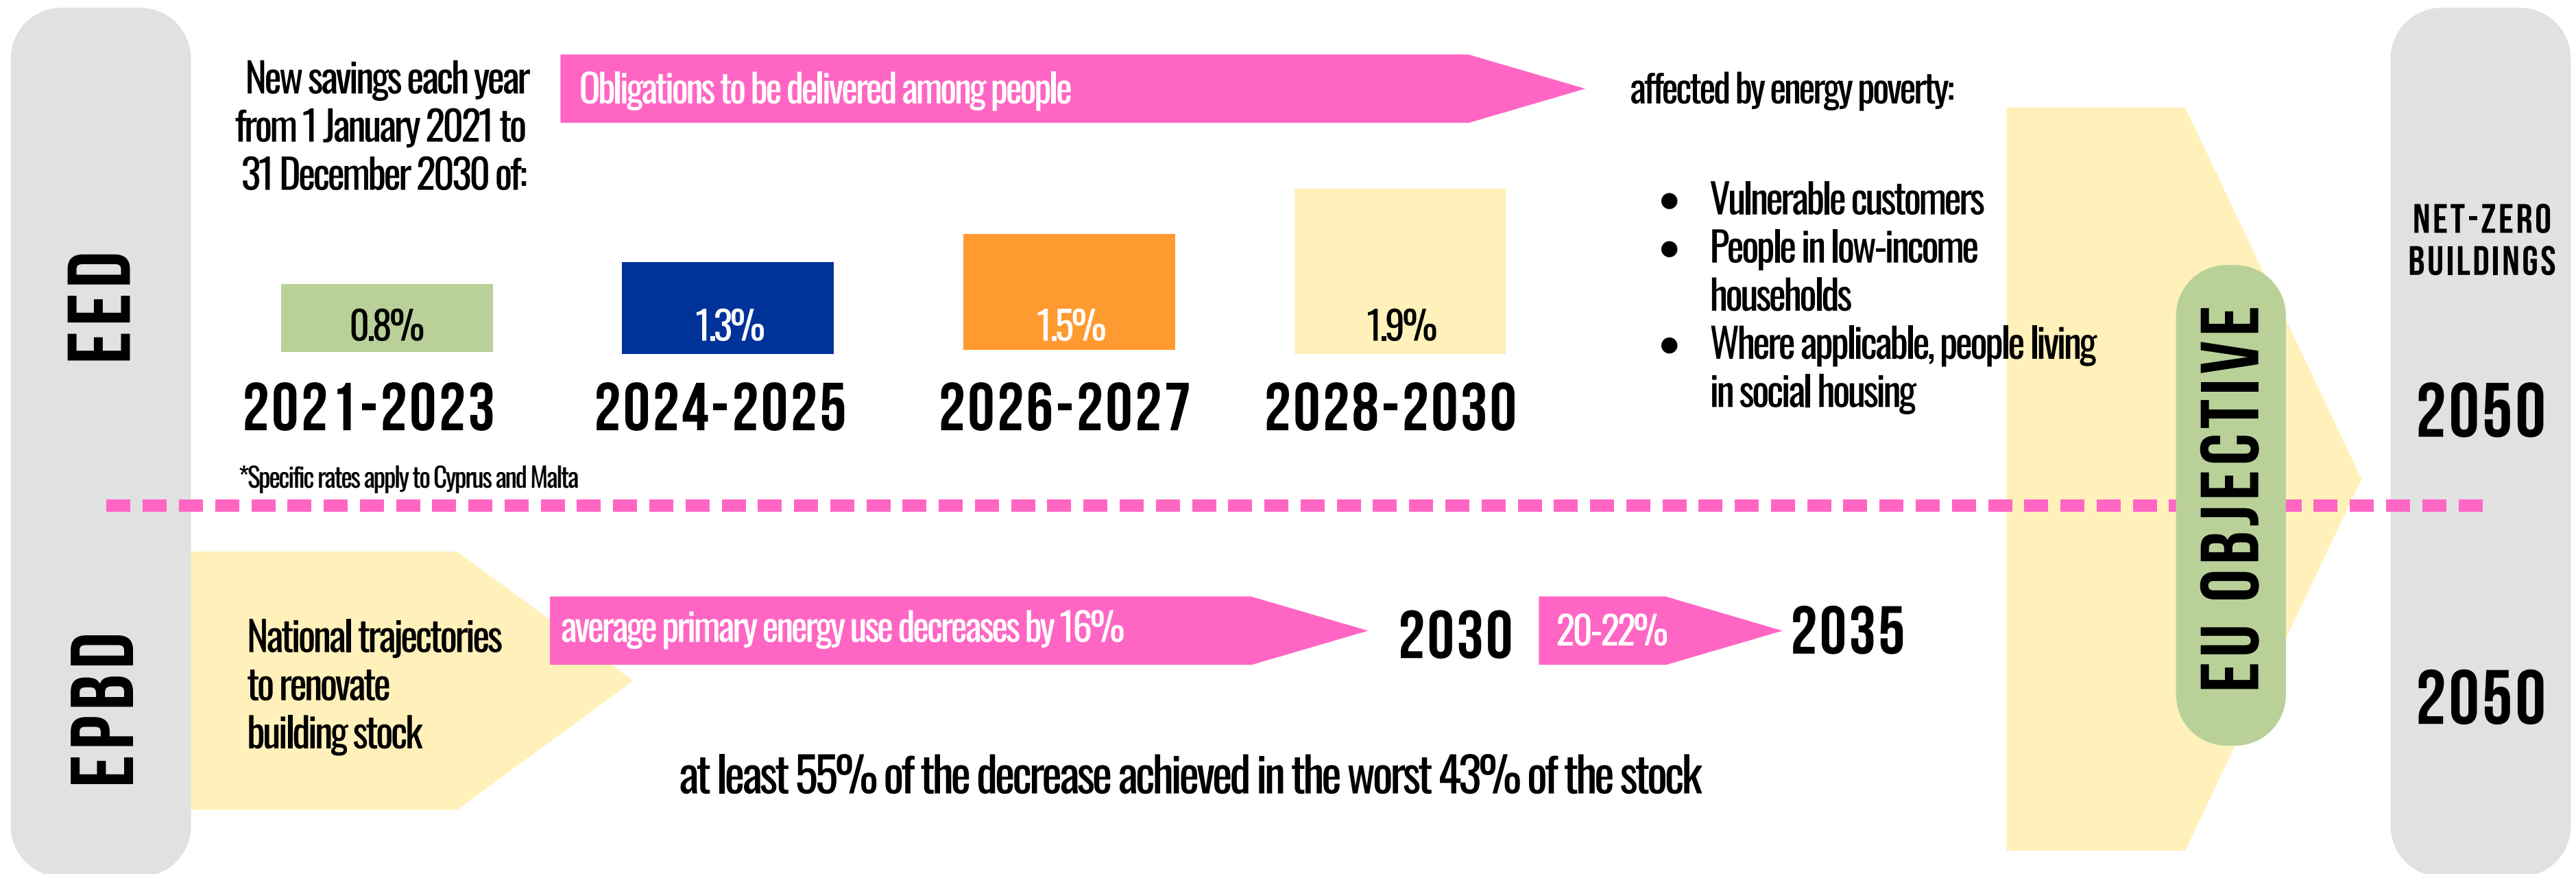 EED
New savings each year
from 1 January 2021 to
31 December 2030 of:
Obligations to be delivered among people
affected by energy poverty:
● Vulnerable customers
● People in low-income
households
● Where applicable, people living
in social housing
0.8%
1.3%
1.5%
1.9%
2021-2023
2024-2025
2026-2027
2028-2030
*Specific rates apply to Cyprus and Malta
EPBD
National trajectories
to renovate
building stock
average primary energy use decreases by 16%
2030
20-22%
2035
at least 55% of the decrease achieved in the worst 43% of the stock
EU OBJECTIVE
NET-ZERO
BUILDINGS
2050
2050